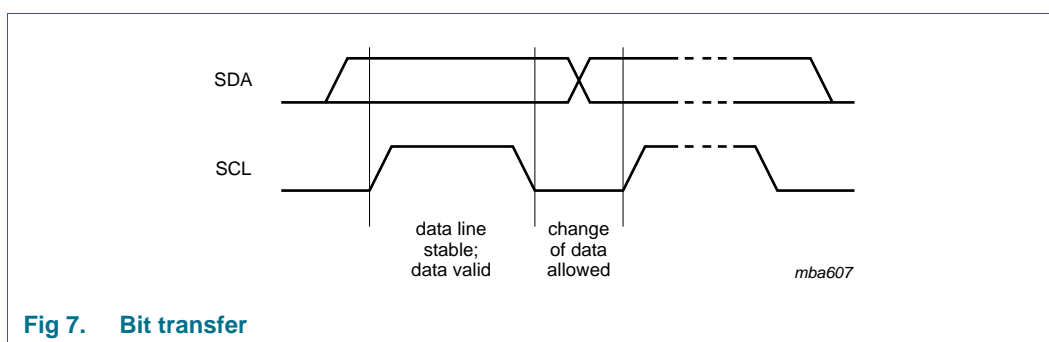 SDA
SCL
data line
stable;
data valid
change
of data
allowed
mba607
Fig 7. Bit transfer